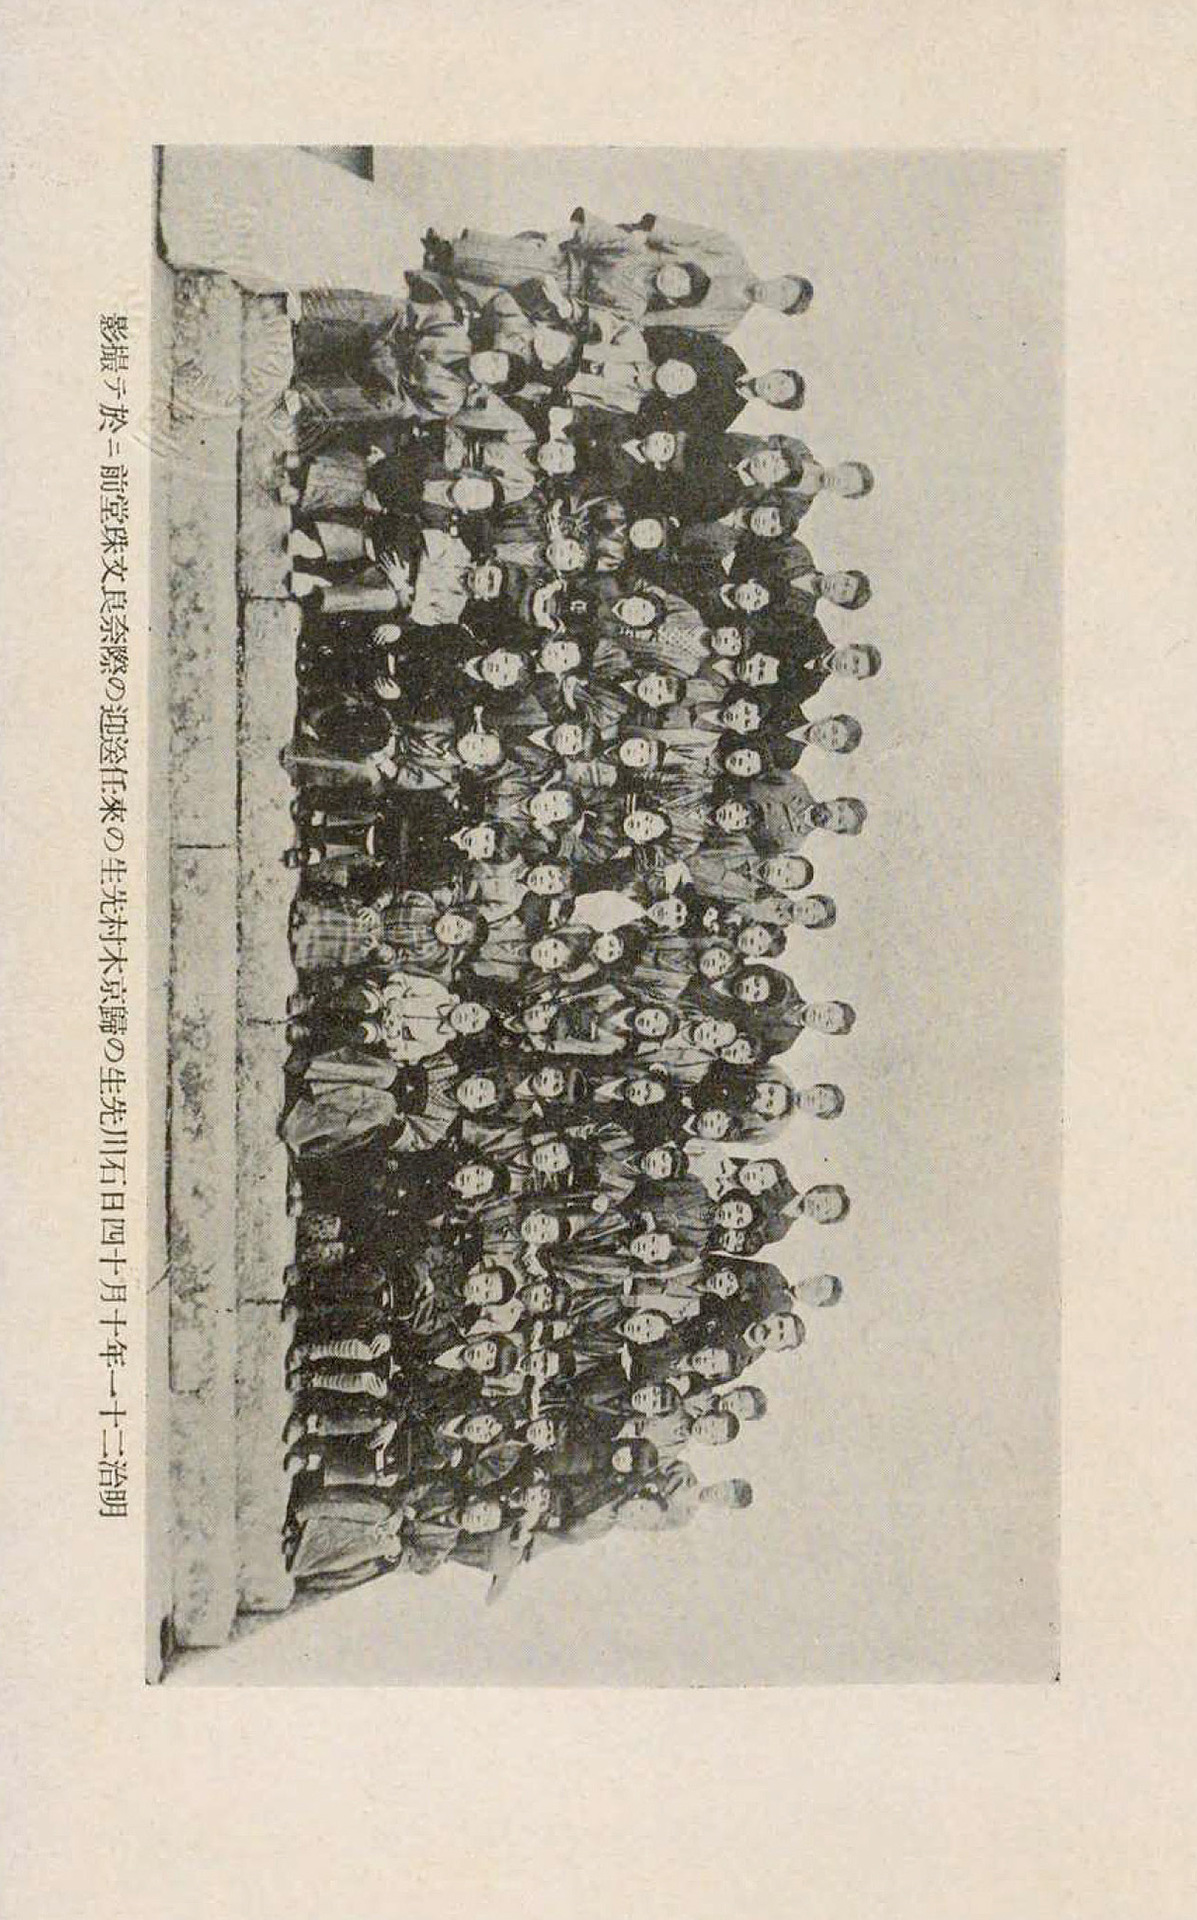 明治二十一年十月十四日石川先生の歸京木村先生の來任送迎の際奈良文珠堂前ニ於テ撮影